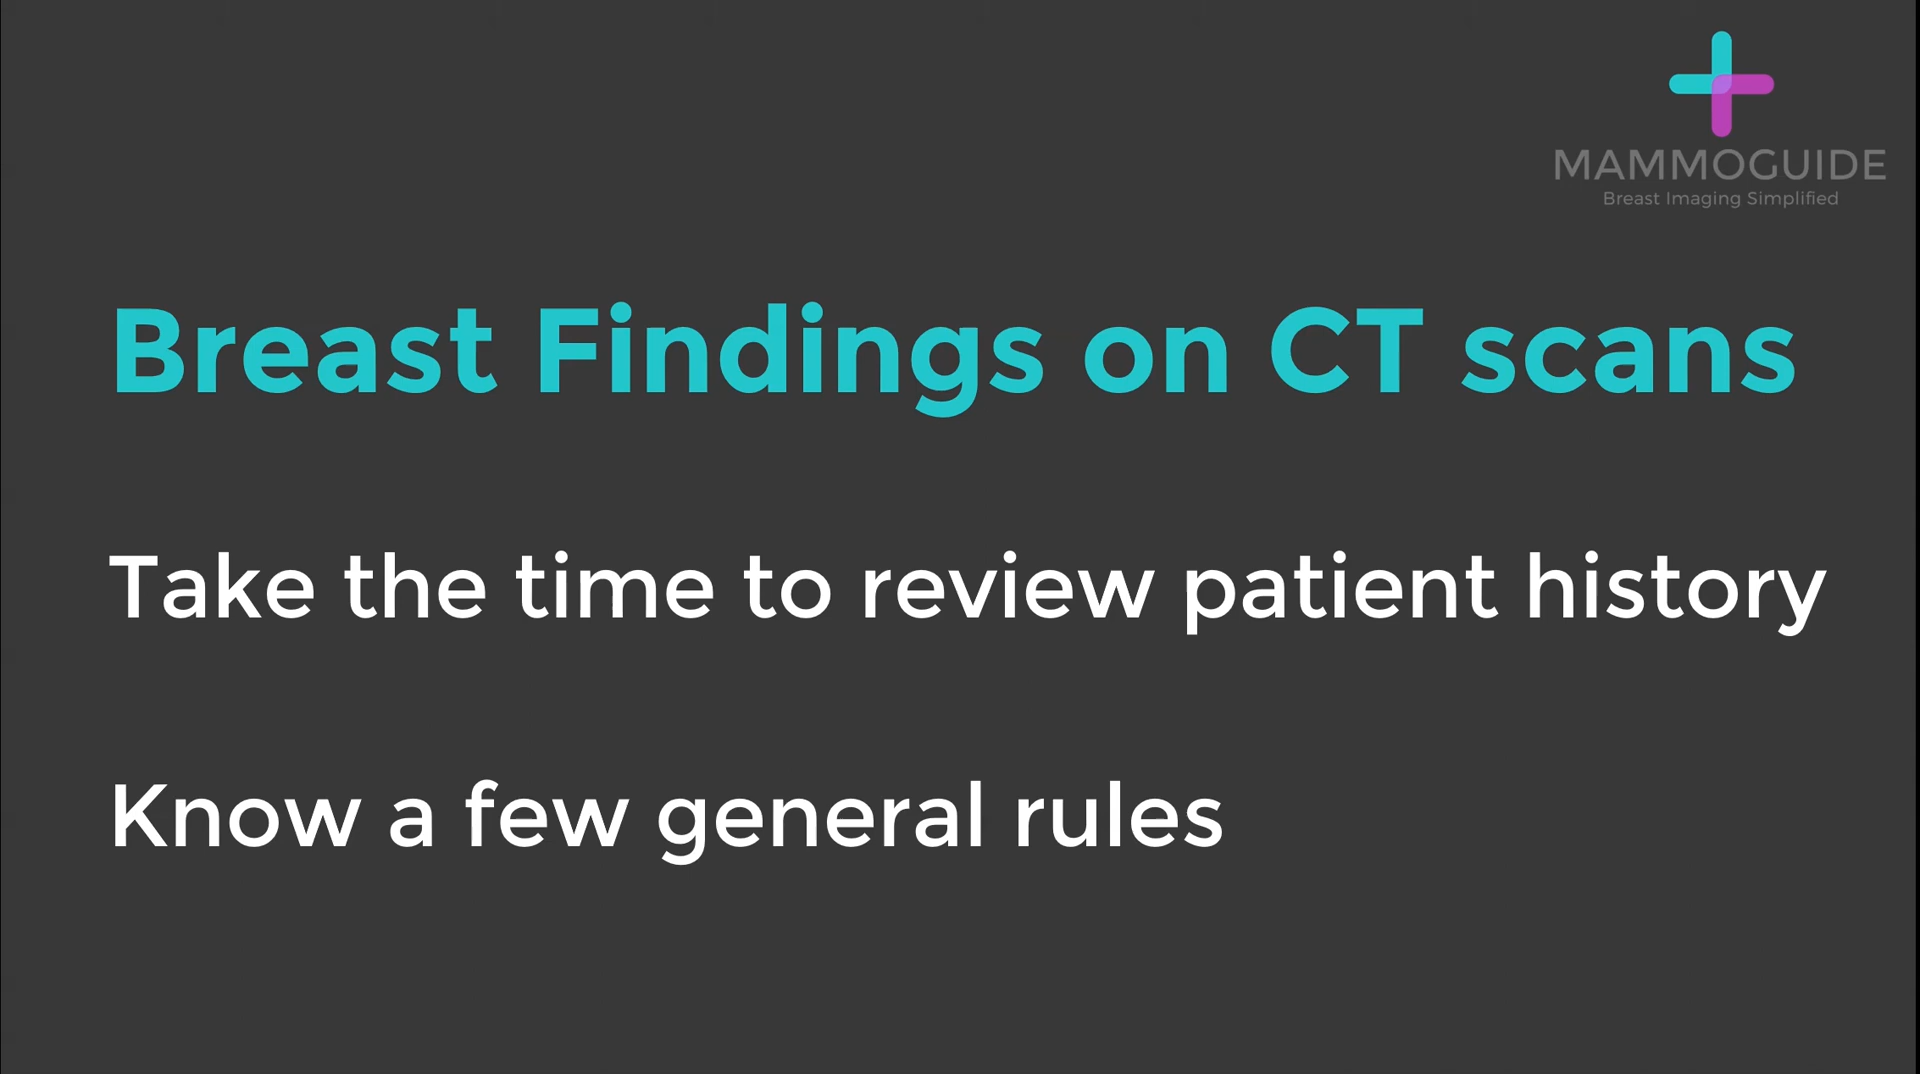 MAMMOGUIDE
Breast Imaging Simplified
Breast Findings on CT scans
Take the time to review patient history
Know a few general rules